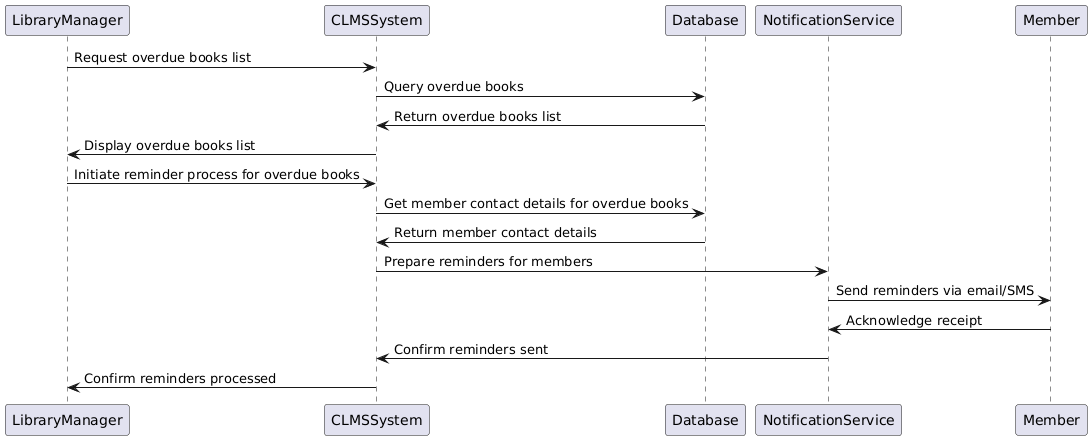 LibraryManager
CLMSSystem
Database
NotificationService
Member
Request overdue books list
Query overdue books
Return overdue books list
Display overdue books list
Initiate reminder process for overdue books
Get member contact details for overdue books
Return member contact details
Prepare reminders for members
Send reminders via email/SMS
Acknowledge receipt
Confirm reminders sent
Confirm reminders processed
LibraryManager
CLMSSystem
Database
NotificationService
Member